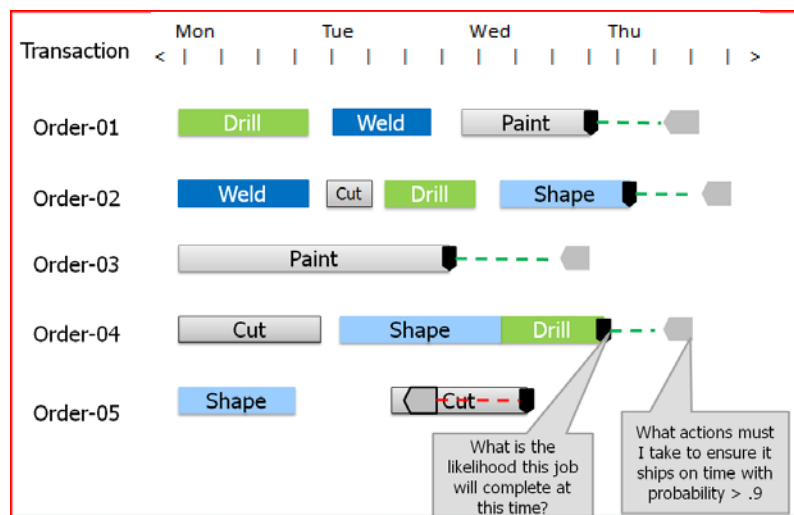 Mon Tue Wed Thu
Transaction < | | | | | | | | | | | | | | | | >
Order-01 Drill Weld Paint
Order-02 Weld Cut Drill Shape
Order-03 Paint
Order-04 Cut Shape Drill
Order-05 Shape Cut
What is the
likelihood this job
will complete at
this time?
What actions must
I take to ensure it
ships on time with
probability > .9